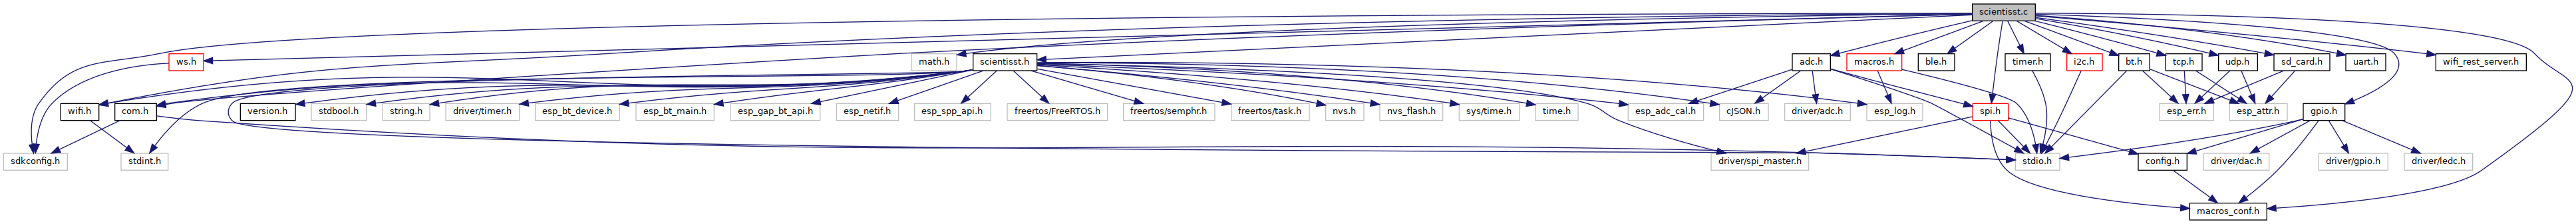 scientisst.c
ws.h
math.h
scientisst.h
adc.h
macros.h
ble.h
timer.h
i2c.h
bt.h
tcp.h
udp.h
sd_card.h
uart.h
wifi_rest_server.h
wifi.h
com.h
version.h
stdbool.h
string.h
driver/timer.h
esp_bt_device.h
esp_bt_main.h
esp_gap_bt_api.h
esp_netif.h
esp_spp_api.h
freertos/FreeRTOS.h
freertos/semphr.h
freertos/task.h
nvs.h
nvs_flash.h
sys/time.h
time.h
esp_adc_cal.h
cJSON.h
driver/adc.h
esp_log.h
spi.h
esp_err.h
esp_attr.h
gpio.h
sdkconfig.h
stdint.h
driver/spi_master.h
stdio.h
config.h
driver/dac.h
driver/gpio.h
driver/ledc.h
macros_conf.h